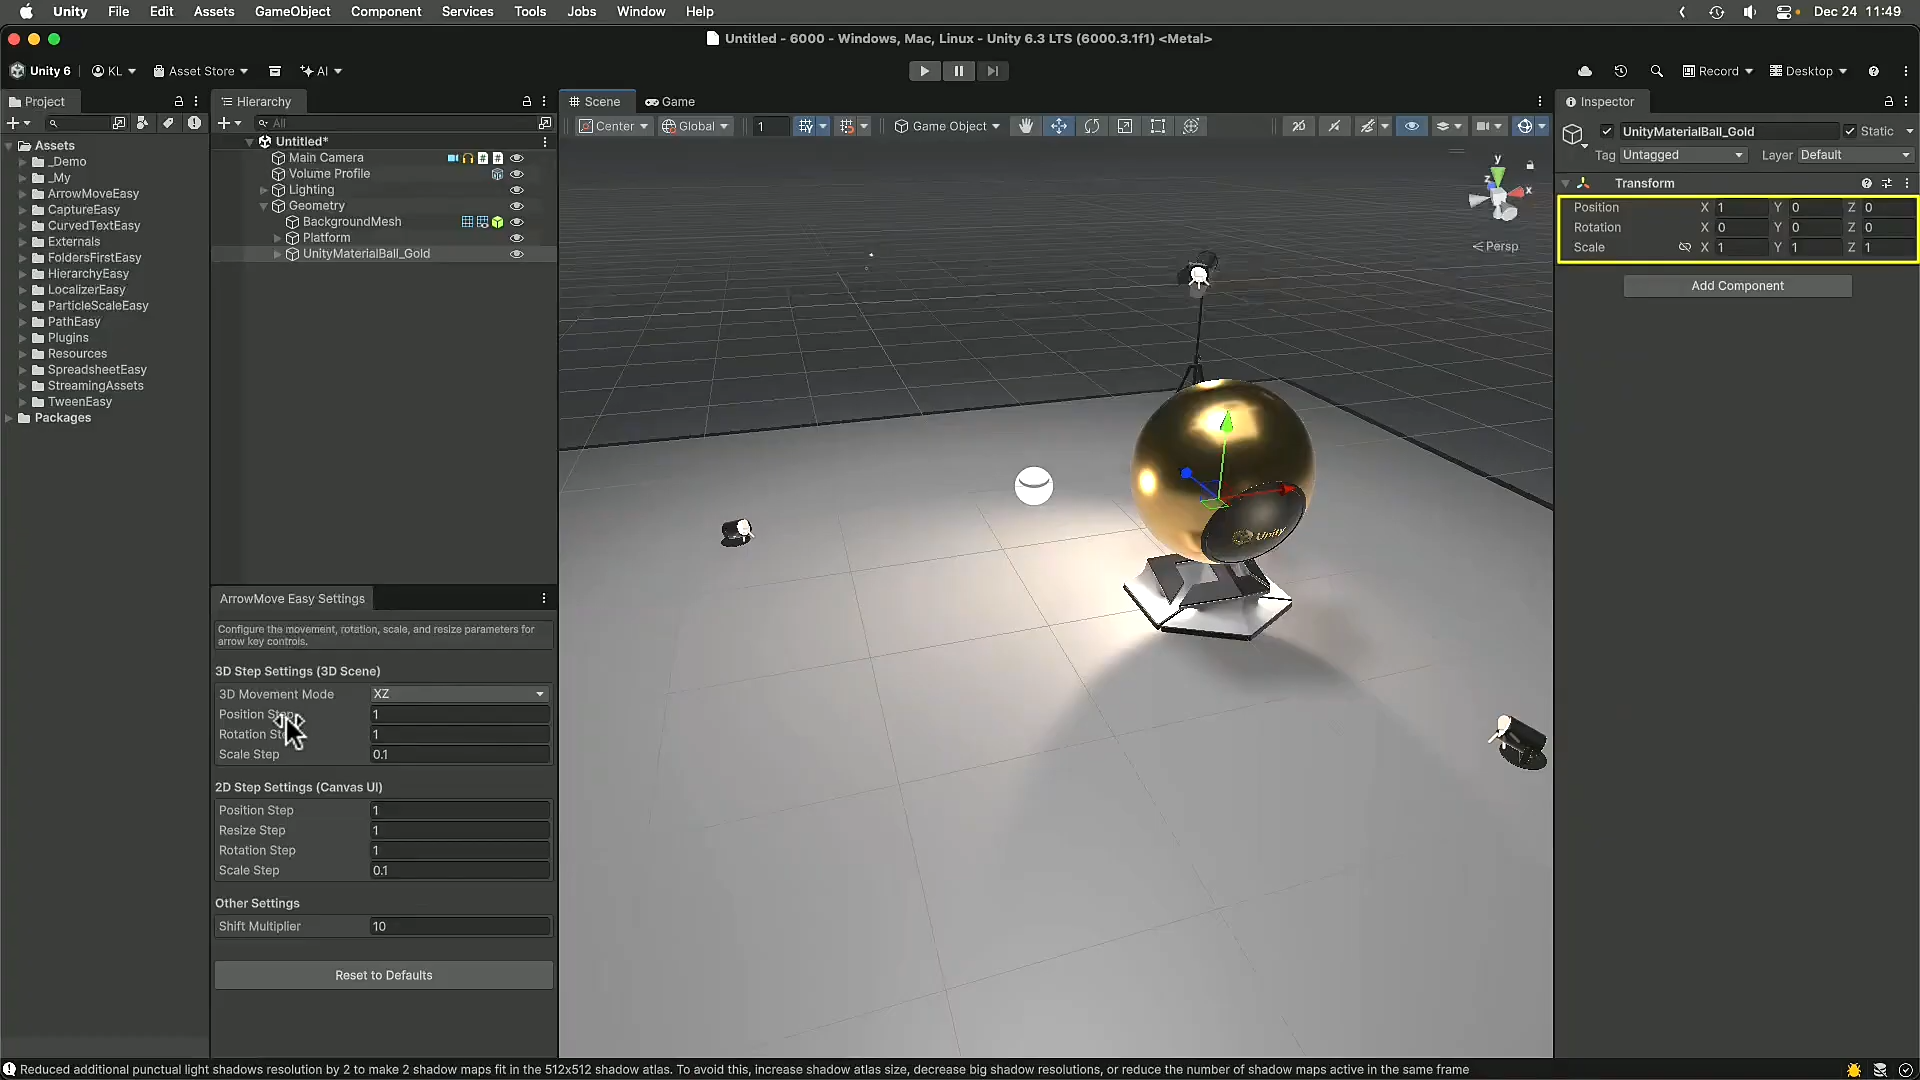 Unity File Edit Assets GameObject Component Services Tools Jobs Window Help Dec 24 11:49
Untitled - 6000 - Windows, Mac, Linux - Unity 6.3 LTS (6000.3.1f1) <Metal>
Unity 6 KL Asset Store AI Record Desktop
Project
Assets
_Demo
_My
ArrowMoveEasy
CaptureEasy
CurvedTextEasy
Externals
FoldersFirstEasy
HierarchyEasy
LocalizerEasy
ParticleScaleEasy
PathEasy
Plugins
Resources
SpreadsheetEasy
StreamingAssets
TweenEasy
Packages
Hierarchy
All
Untitled*
Main Camera
Volume Profile
Lighting
Geometry
BackgroundMesh
Platform
UnityMaterialBall_Gold
ArrowMove Easy Settings
Configure the movement, rotation, scale, and resize parameters for
arrow key controls.
3D Step Settings (3D Scene)
3D Movement Mode XZ
Position Step 1
Rotation Step 1
Scale Step 0.1
2D Step Settings (Canvas UI)
Position Step 1
Resize Step 1
Rotation Step 1
Scale Step 0.1
Other Settings
Shift Multiplier 10
Reset to Defaults
Scene Game
Center Global 1 Game Object 2D
y
z x
Persp
Unity
Inspector
UnityMaterialBall_Gold Static
Tag Untagged Layer Default
Transform
Position X 1 Y 0 Z 0
Rotation X 0 Y 0 Z 0
Scale X 1 Y 1 Z 1
Add Component
Reduced additional punctual light shadows resolution by 2 to make 2 shadow maps fit in the 512x512 shadow atlas. To avoid this, increase shadow atlas size, decrease big shadow resolutions, or reduce the number of shadow maps active in the same frame